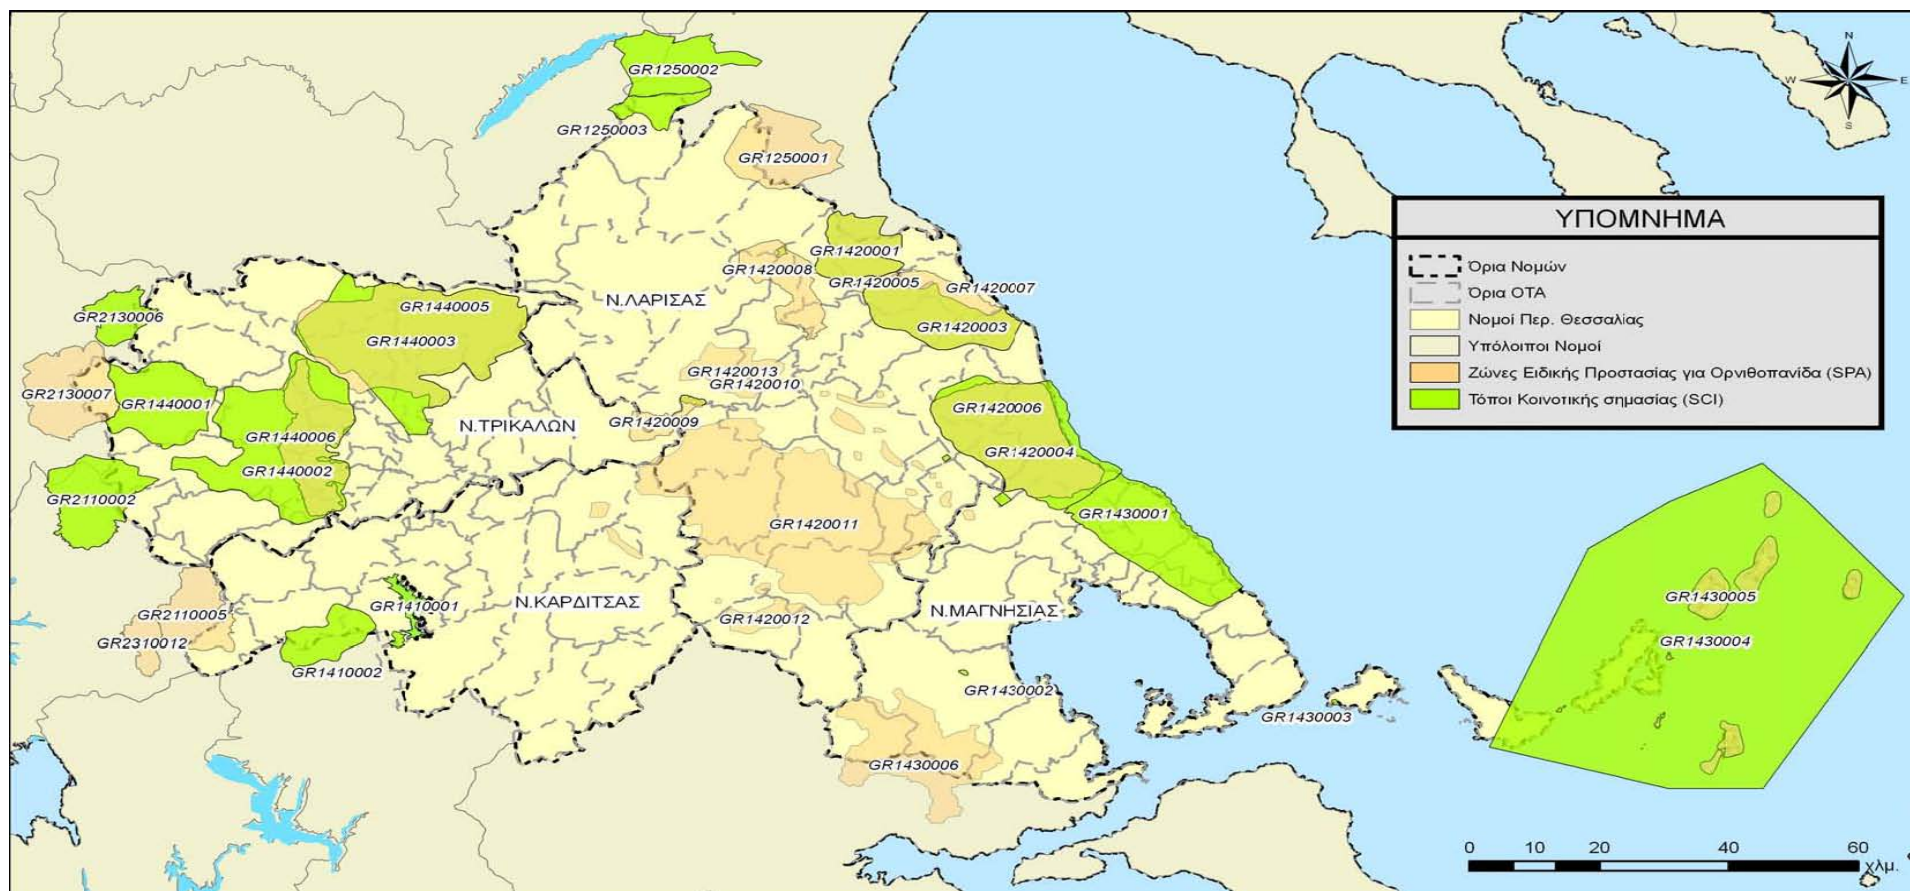 GR1250002
N
W
E
S
GR1250003
GR1250001
ΥΠΟΜΝΗΜΑ
Όρια Νομών
Όρια ΟΤΑ
Νομοί Περ. Θεσσαλίας
Υπόλοιποι Νομοί
Ζώνες Ειδικής Προστασίας για Ορνιθοπανίδα (SPA)
Τόποι Κοινοτικής σημασίας (SCI)
GR1420001
GR1420008
GR1420005
GR1420007
Ν.ΛΑΡΙΣΑΣ
GR1440005
GR2130006
GR1420003
GR1440003
GR1420013
GR1420010
GR2130007
GR1440001
GR1420006
GR1420009
Ν.ΤΡΙΚΑΛΩΝ
GR1440006
GR1420004
GR1440002
GR2110002
GR1430001
GR1420011
GR1430005
Ν.ΚΑΡΔΙΤΣΑΣ
GR1410001
Ν.ΜΑΓΝΗΣΙΑΣ
GR2110005
GR1420012
GR2310012
GR1430004
GR1410002
GR1430002
GR1430003
GR1430006
0 10 20 40 60
χλμ.